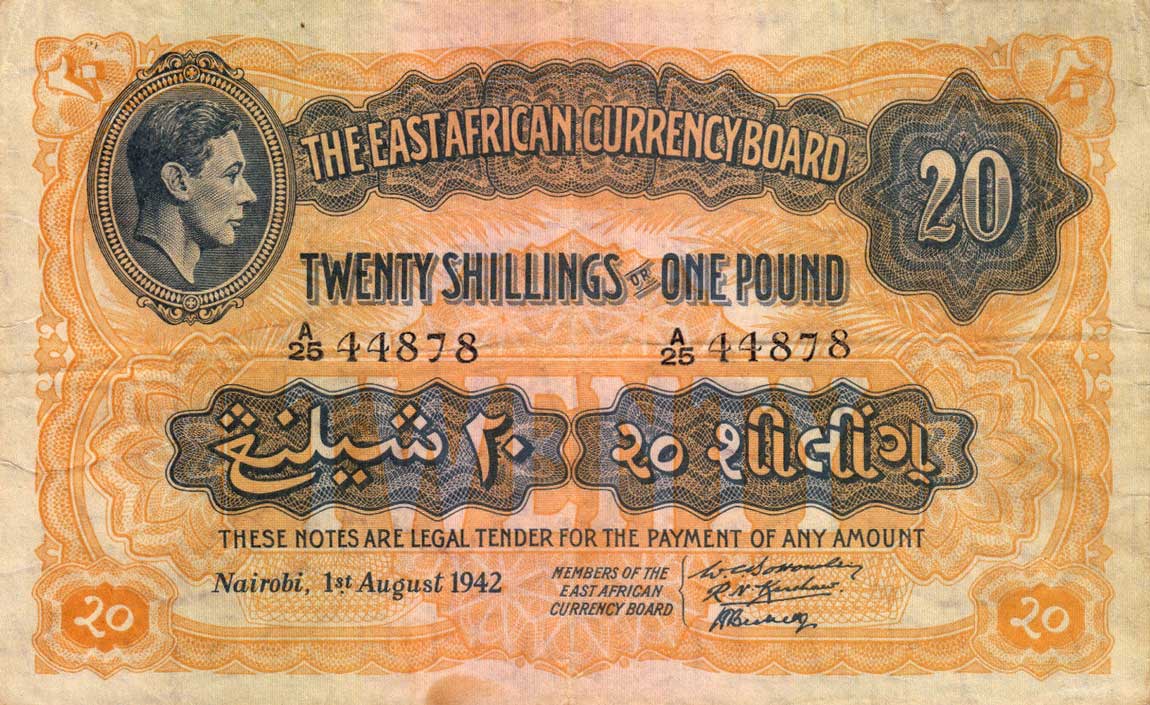 THE EAST AFRICAN CURRENCY BOARD
20
TWENTY SHILLINGS OR ONE POUND
A/25 44878
A/25 44878
٢٠ شيلنڠ
૨૦ શીલીંગ
TWENTY
THESE NOTES ARE LEGAL TENDER FOR THE PAYMENT OF ANY AMOUNT
Nairobi, 1st August 1942
MEMBERS OF THE
EAST AFRICAN
CURRENCY BOARD
૨૦
૨૦